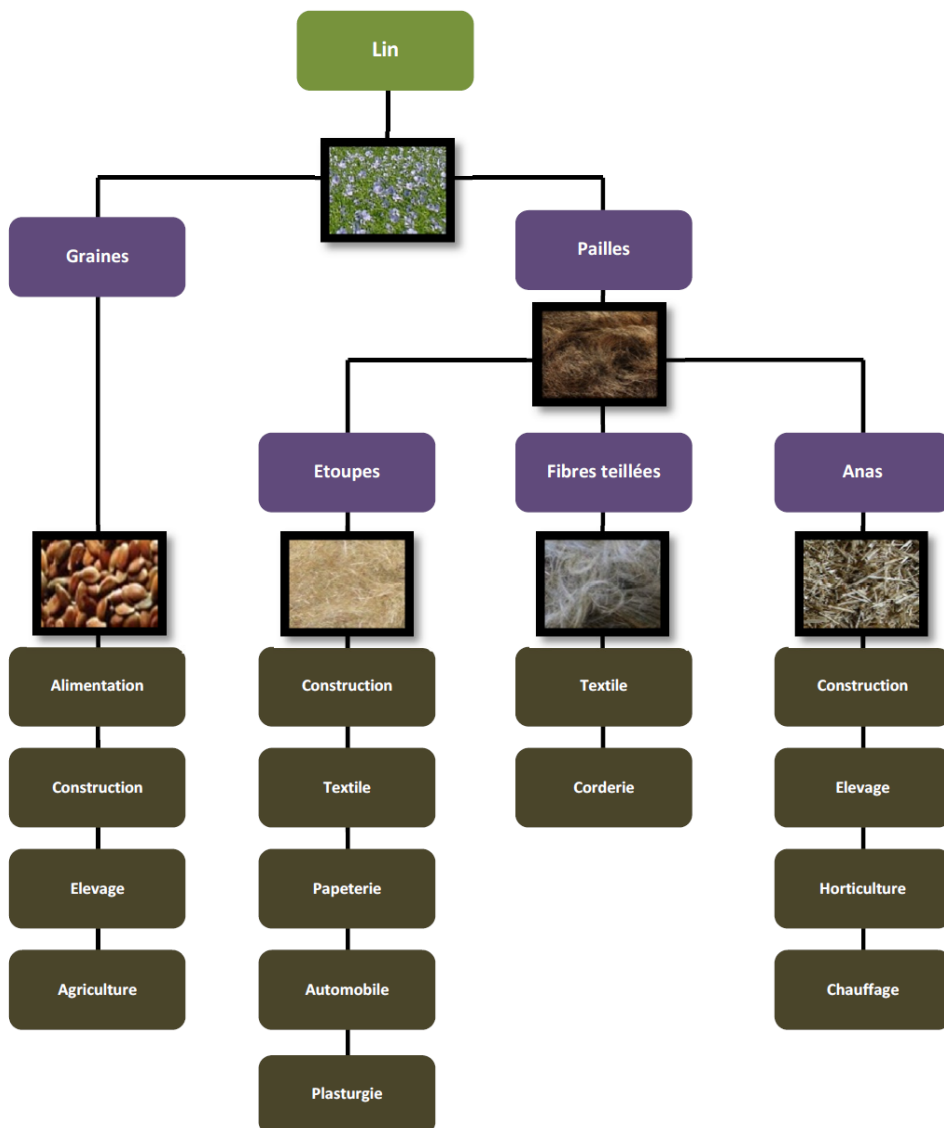 Lin
Graines
Pailles
Etoupes
Fibres teillées
Anas
Alimentation
Construction
Textile
Construction
Construction
Textile
Corderie
Elevage
Elevage
Papeterie
Horticulture
Agriculture
Automobile
Chauffage
Plasturgie